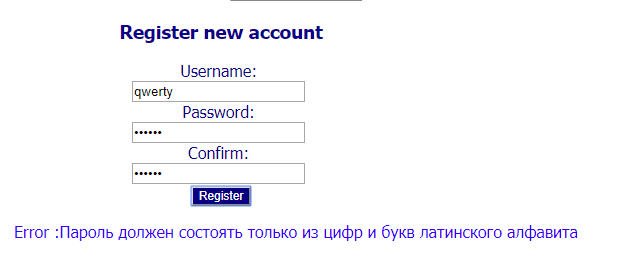 Register new account
Username:
qwerty
Password:
••••••
Confirm:
••••••
Register
Error :Пароль должен состоять только из цифр и букв латинского алфавита